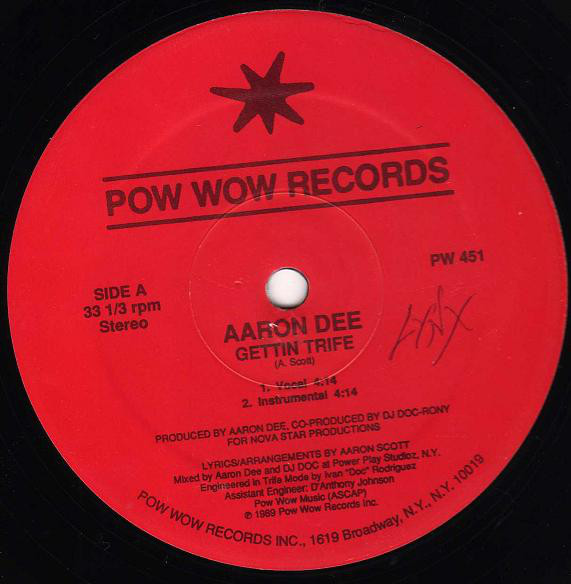 POW WOW RECORDS
PW 451
SIDE A
33 1/3 rpm
Stereo
AARON DEE
GETTIN TRIFE
(A. Scott)
LYNX
1. Vocal 4:14
2. Instrumental 4:14
PRODUCED BY AARON DEE, CO-PRODUCED BY DJ DOC-RONY
FOR NOVA STAR PRODUCTIONS
LYRICS/ARRANGEMENTS BY AARON SCOTT
Mixed by Aaron Dee and DJ DOC at Power Play Studioz, N.Y.
Engineered in Trife Mode by Ivan "Doc" Rodriguez
Assistant Engineer: D'Anthony Johnson
Pow Wow Music (ASCAP)
℗ 1989 Pow Wow Records Inc.
POW WOW RECORDS INC., 1619 Broadway, N.Y., N.Y. 10019